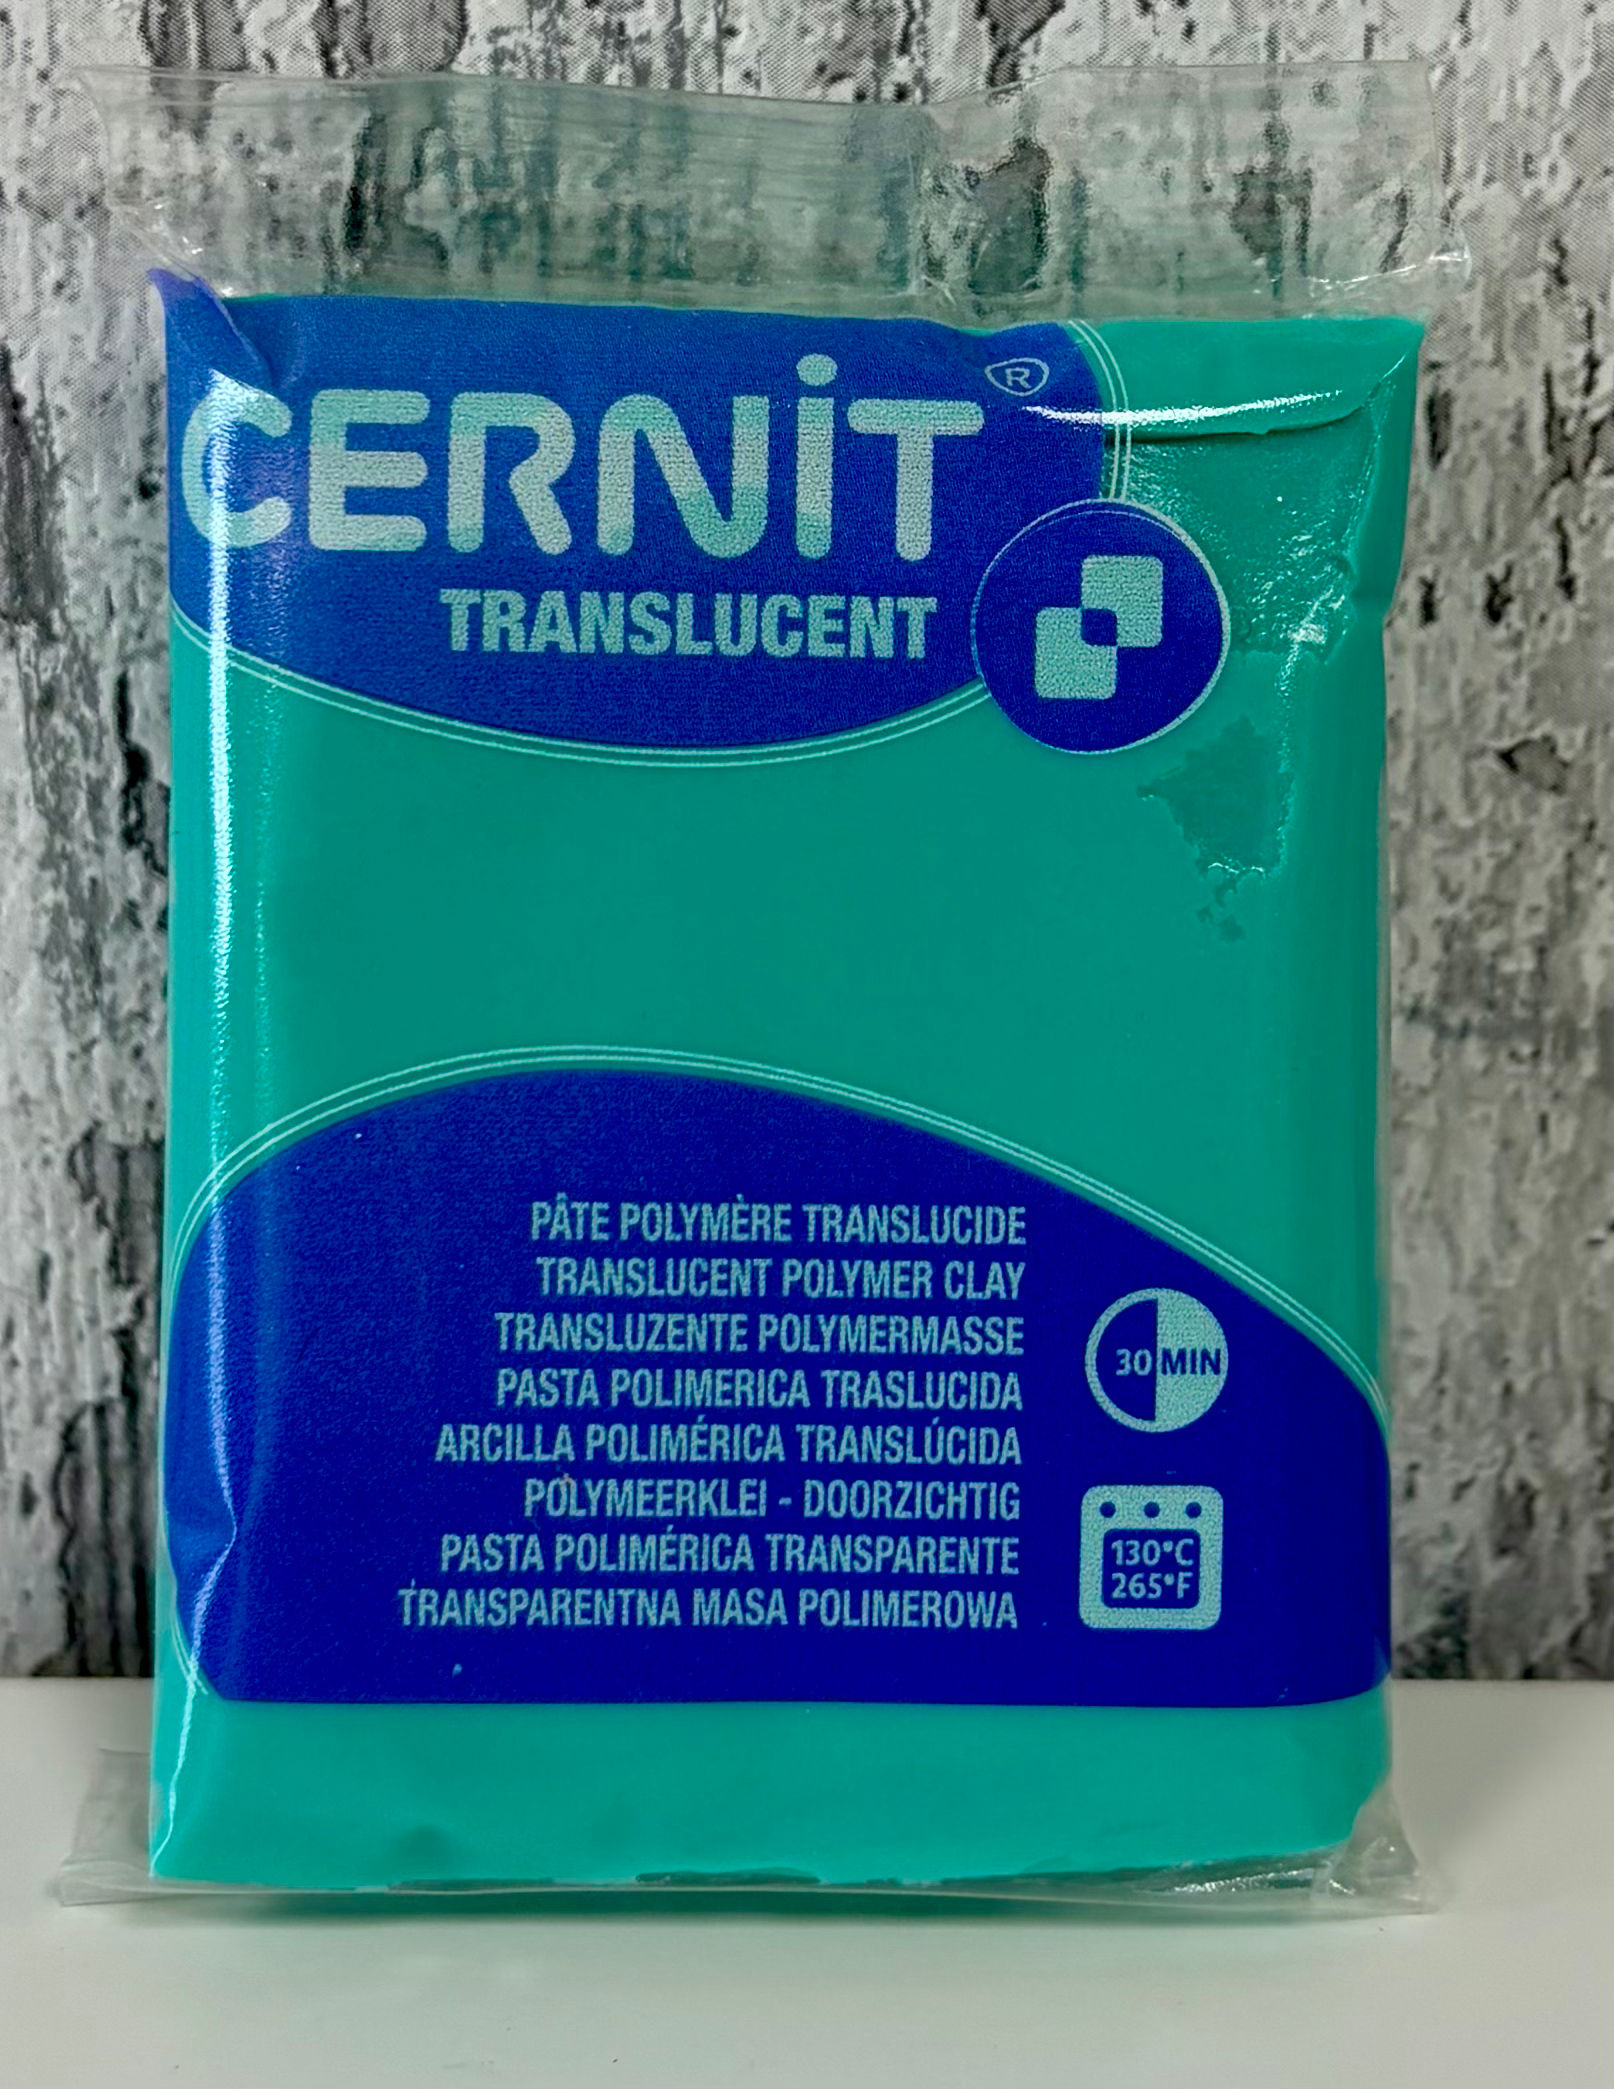 CERNiT ®
TRANSLUCENT
PÂTE POLYMÈRE TRANSLUCIDE
TRANSLUCENT POLYMER CLAY
TRANSLUZENTE POLYMERMASSE
PASTA POLIMERICA TRASLUCIDA
ARCILLA POLIMÉRICA TRANSLÚCIDA
POLYMEERKLEI - DOORZICHTIG
PASTA POLIMÉRICA TRANSPARENTE
TRANSPARENTNA MASA POLIMEROWA
30 MIN
130°C
265°F